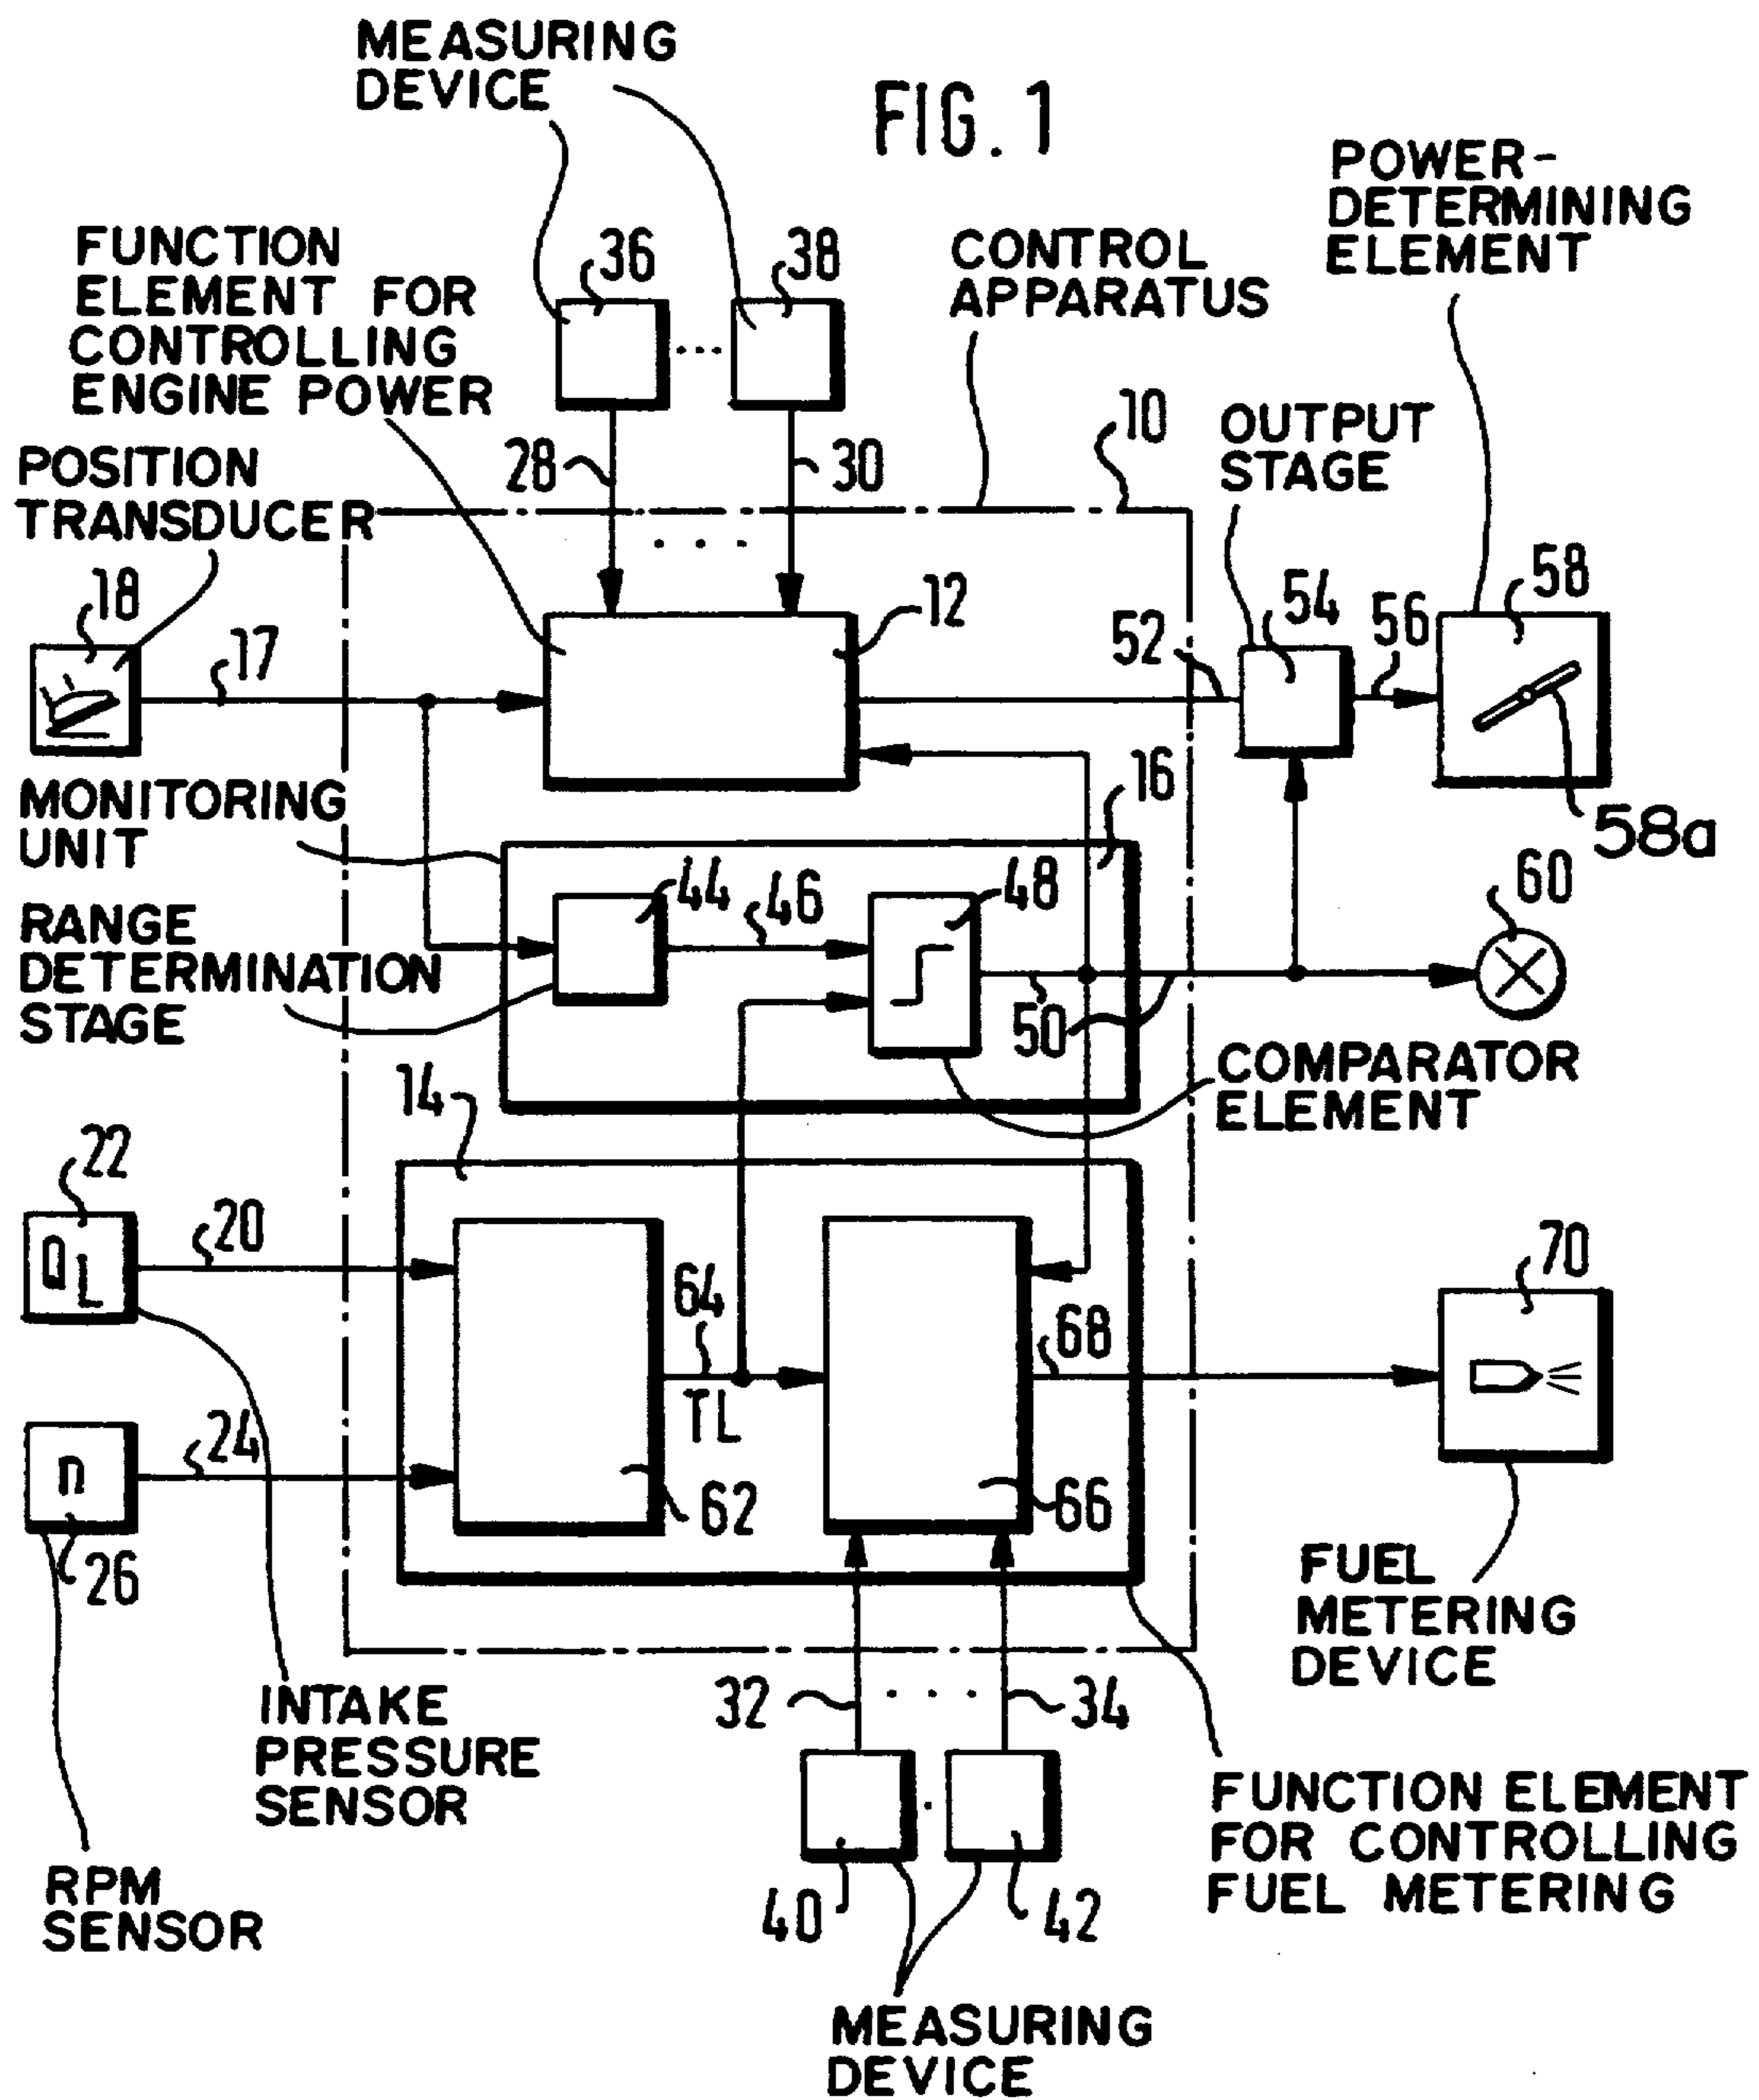 MEASURING
DEVICE
FIG. 1
POWER-
DETERMINING
ELEMENT
FUNCTION
ELEMENT FOR
CONTROLLING
ENGINE POWER
36
38
CONTROL
APPARATUS
10
OUTPUT
STAGE
POSITION
TRANSDUCER
28
30
18
17
12
52
54
56
58
58a
MONITORING
UNIT
16
44
46
48
60
RANGE
DETERMINATION
STAGE
50
COMPARATOR
ELEMENT
14
22
QL
20
64
TL
68
70
n
24
26
62
66
FUEL
METERING
DEVICE
INTAKE
PRESSURE
SENSOR
32
34
RPM
SENSOR
40
42
FUNCTION ELEMENT
FOR CONTROLLING
FUEL METERING
MEASURING
DEVICE